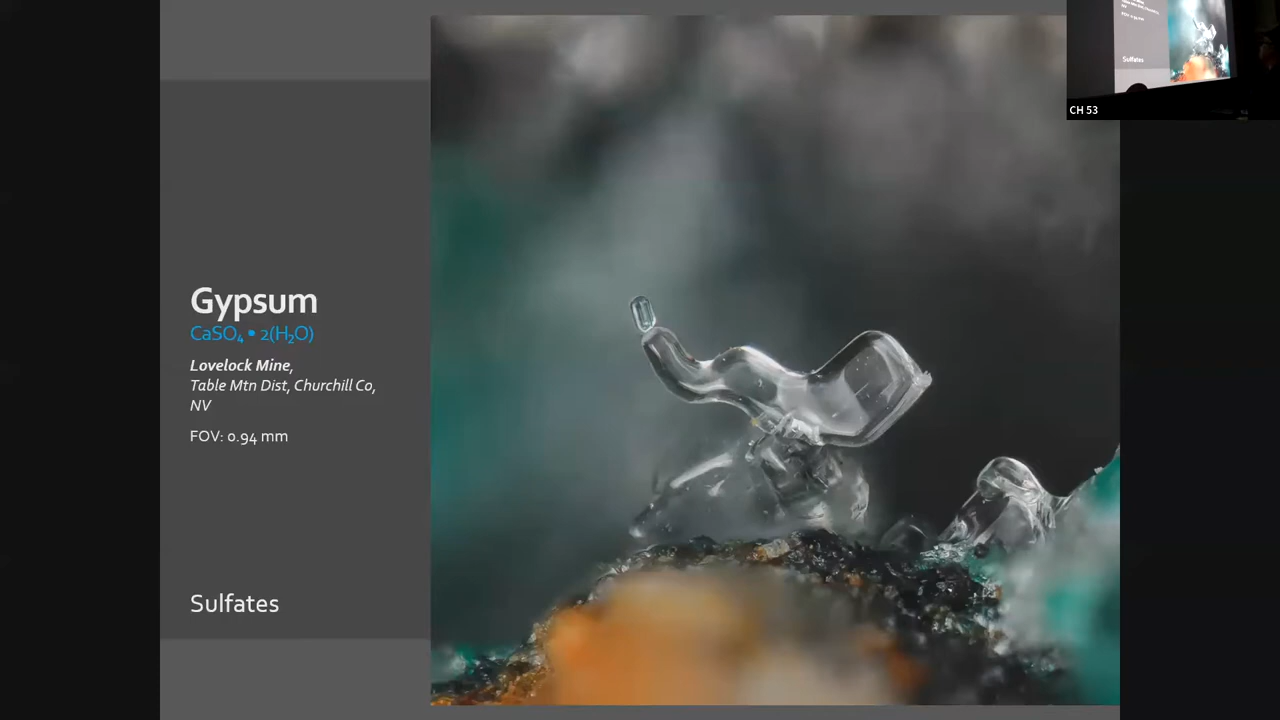 Gypsum
CaSO₄ • 2(H₂O)
Lovelock Mine,
Table Mtn Dist, Churchill Co,
NV
FOV: 0.94 mm
Sulfates
Sulfates
CH 53